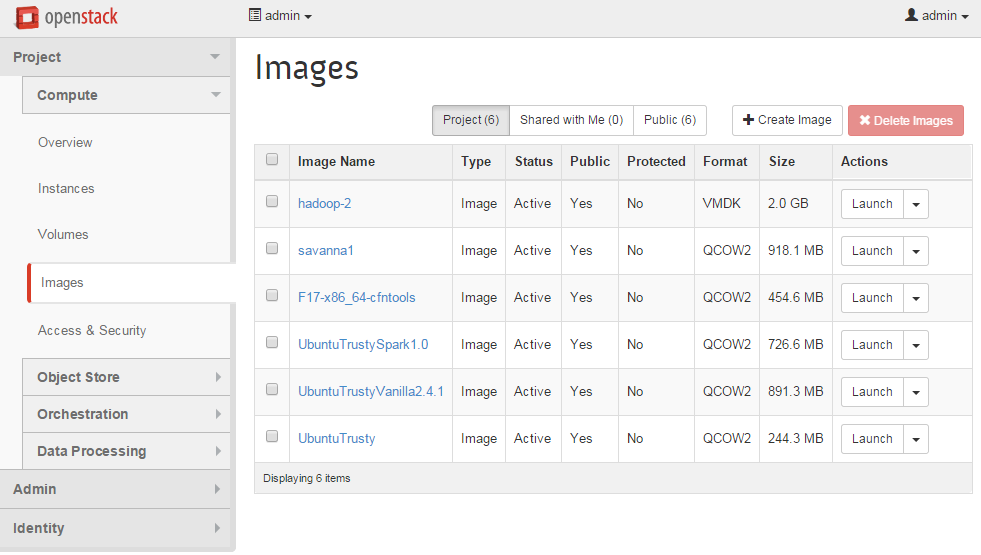 openstack
admin
admin
Project
Compute
Overview
Instances
Volumes
Images
Access & Security
Object Store
Orchestration
Data Processing
Admin
Identity
Images
Project (6) Shared with Me (0) Public (6) Create Image Delete Images
Image Name Type Status Public Protected Format Size Actions
hadoop-2 Image Active Yes No VMDK 2.0 GB Launch
savanna1 Image Active Yes No QCOW2 918.1 MB Launch
F17-x86_64-cfntools Image Active Yes No QCOW2 454.6 MB Launch
UbuntuTrustySpark1.0 Image Active Yes No QCOW2 726.6 MB Launch
UbuntuTrustyVanilla2.4.1 Image Active Yes No QCOW2 891.3 MB Launch
UbuntuTrusty Image Active Yes No QCOW2 244.3 MB Launch
Displaying 6 items